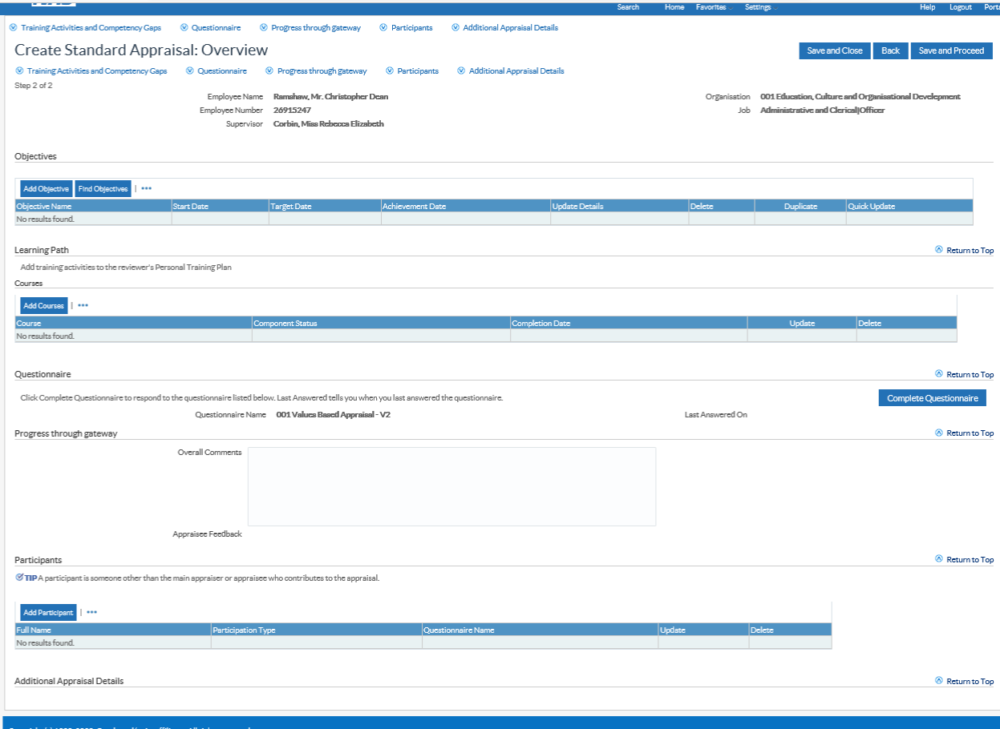 Search Home Favorites Settings Help Logout Porta
Training Activities and Competency Gaps Questionnaire Progress through gateway Participants Additional Appraisal Details
Create Standard Appraisal: Overview
Save and Close Back Save and Proceed
Training Activities and Competency Gaps Questionnaire Progress through gateway Participants Additional Appraisal Details
Step 2 of 2
Employee Name Ramshaw, Mr. Christopher Dean Organisation 001 Education, Culture and Organisational Development
Employee Number 26915247 Job Administrative and Clerical|Officer
Supervisor Corbin, Miss Rebecca Elizabeth
Objectives
Add Objective Find Objectives | •••
Objective Name Start Date Target Date Achievement Date Update Details Delete Duplicate Quick Update
No results found.
Learning Path Return to Top
Add training activities to the reviewer's Personal Training Plan
Courses
Add Courses | •••
Course Component Status Completion Date Update Delete
No results found.
Questionnaire Return to Top
Click Complete Questionnaire to respond to the questionnaire listed below. Last Answered tells you when you last answered the questionnaire. Complete Questionnaire
Questionnaire Name 001 Values Based Appraisal - V2 Last Answered On
Progress through gateway Return to Top
Overall Comments
Appraisee Feedback
Participants Return to Top
TIP A participant is someone other than the main appraiser or appraisee who contributes to the appraisal.
Add Participant | •••
Full Name Participation Type Questionnaire Name Update Delete
No results found.
Additional Appraisal Details Return to Top